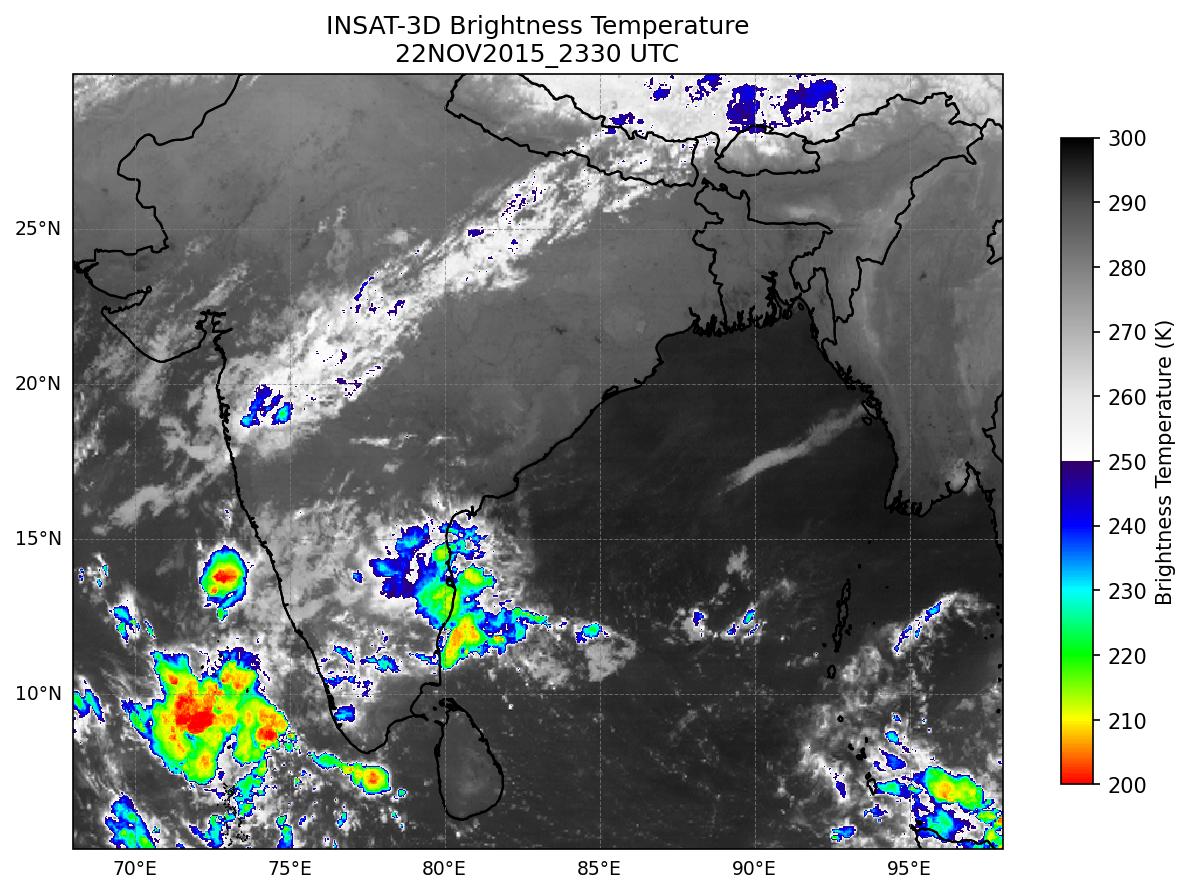 INSAT-3D Brightness Temperature
22NOV2015_2330 UTC
25°N
20°N
15°N
10°N
70°E
75°E
80°E
85°E
90°E
95°E
300
290
280
270
260
250
240
230
220
210
200
Brightness Temperature (K)